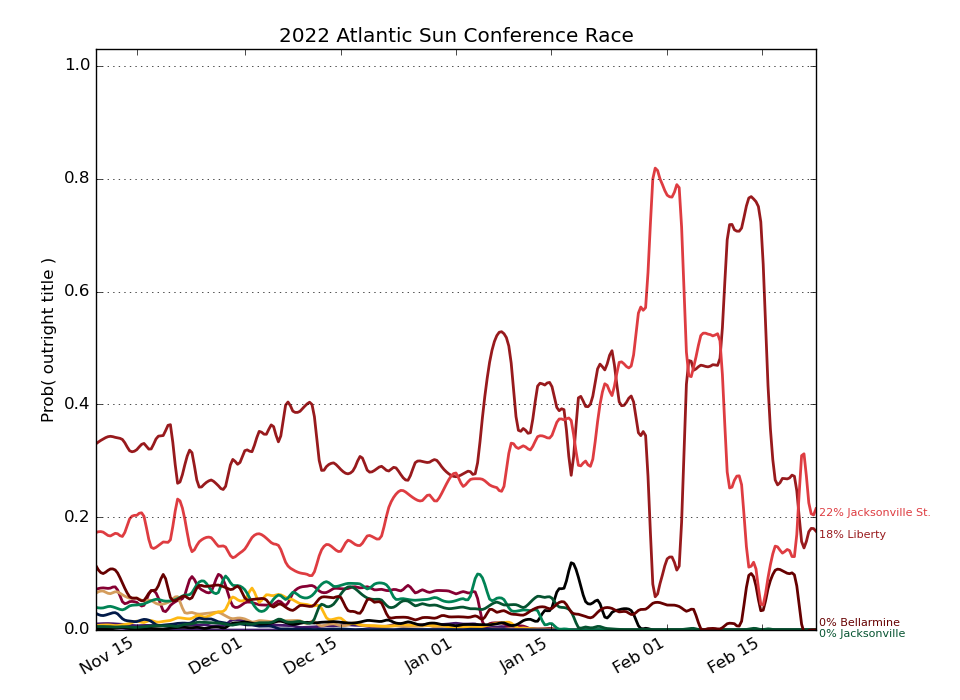 2022 Atlantic Sun Conference Race
Prob( outright title )
1.0
0.8
0.6
0.4
0.2
0.0
22% Jacksonville St.
18% Liberty
0% Bellarmine
0% Jacksonville
Nov 15
Dec 01
Dec 15
Jan 01
Jan 15
Feb 01
Feb 15